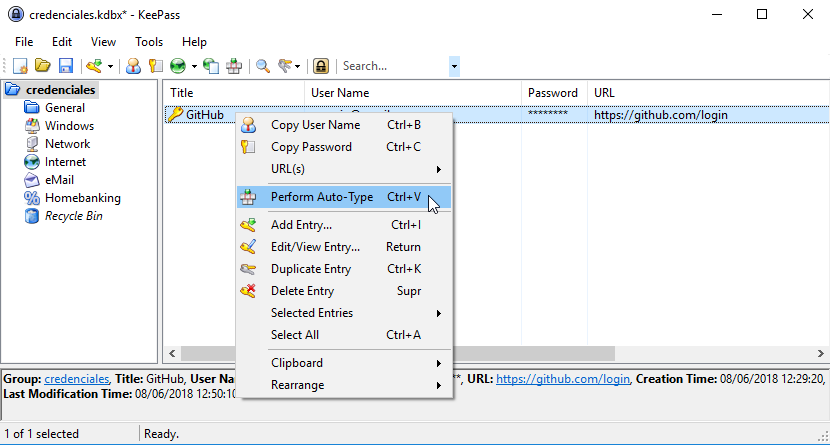 credenciales.kdbx* - KeePass
File Edit View Tools Help
Search...
credenciales
General
Windows
Network
Internet
eMail
Homebanking
Recycle Bin
Title User Name Password URL
GitHub ******** https://github.com/login
Copy User Name Ctrl+B
Copy Password Ctrl+C
URL(s)
Perform Auto-Type Ctrl+V
Add Entry... Ctrl+I
Edit/View Entry... Return
Duplicate Entry Ctrl+K
Delete Entry Supr
Selected Entries
Select All Ctrl+A
Clipboard
Rearrange
Group: credenciales, Title: GitHub, User **, URL: https://github.com/login, Creation Time: 08/06/2018 12:29:20,
Last Modification Time: 08/06/2018 12:50:10
1 of 1 selected Ready.